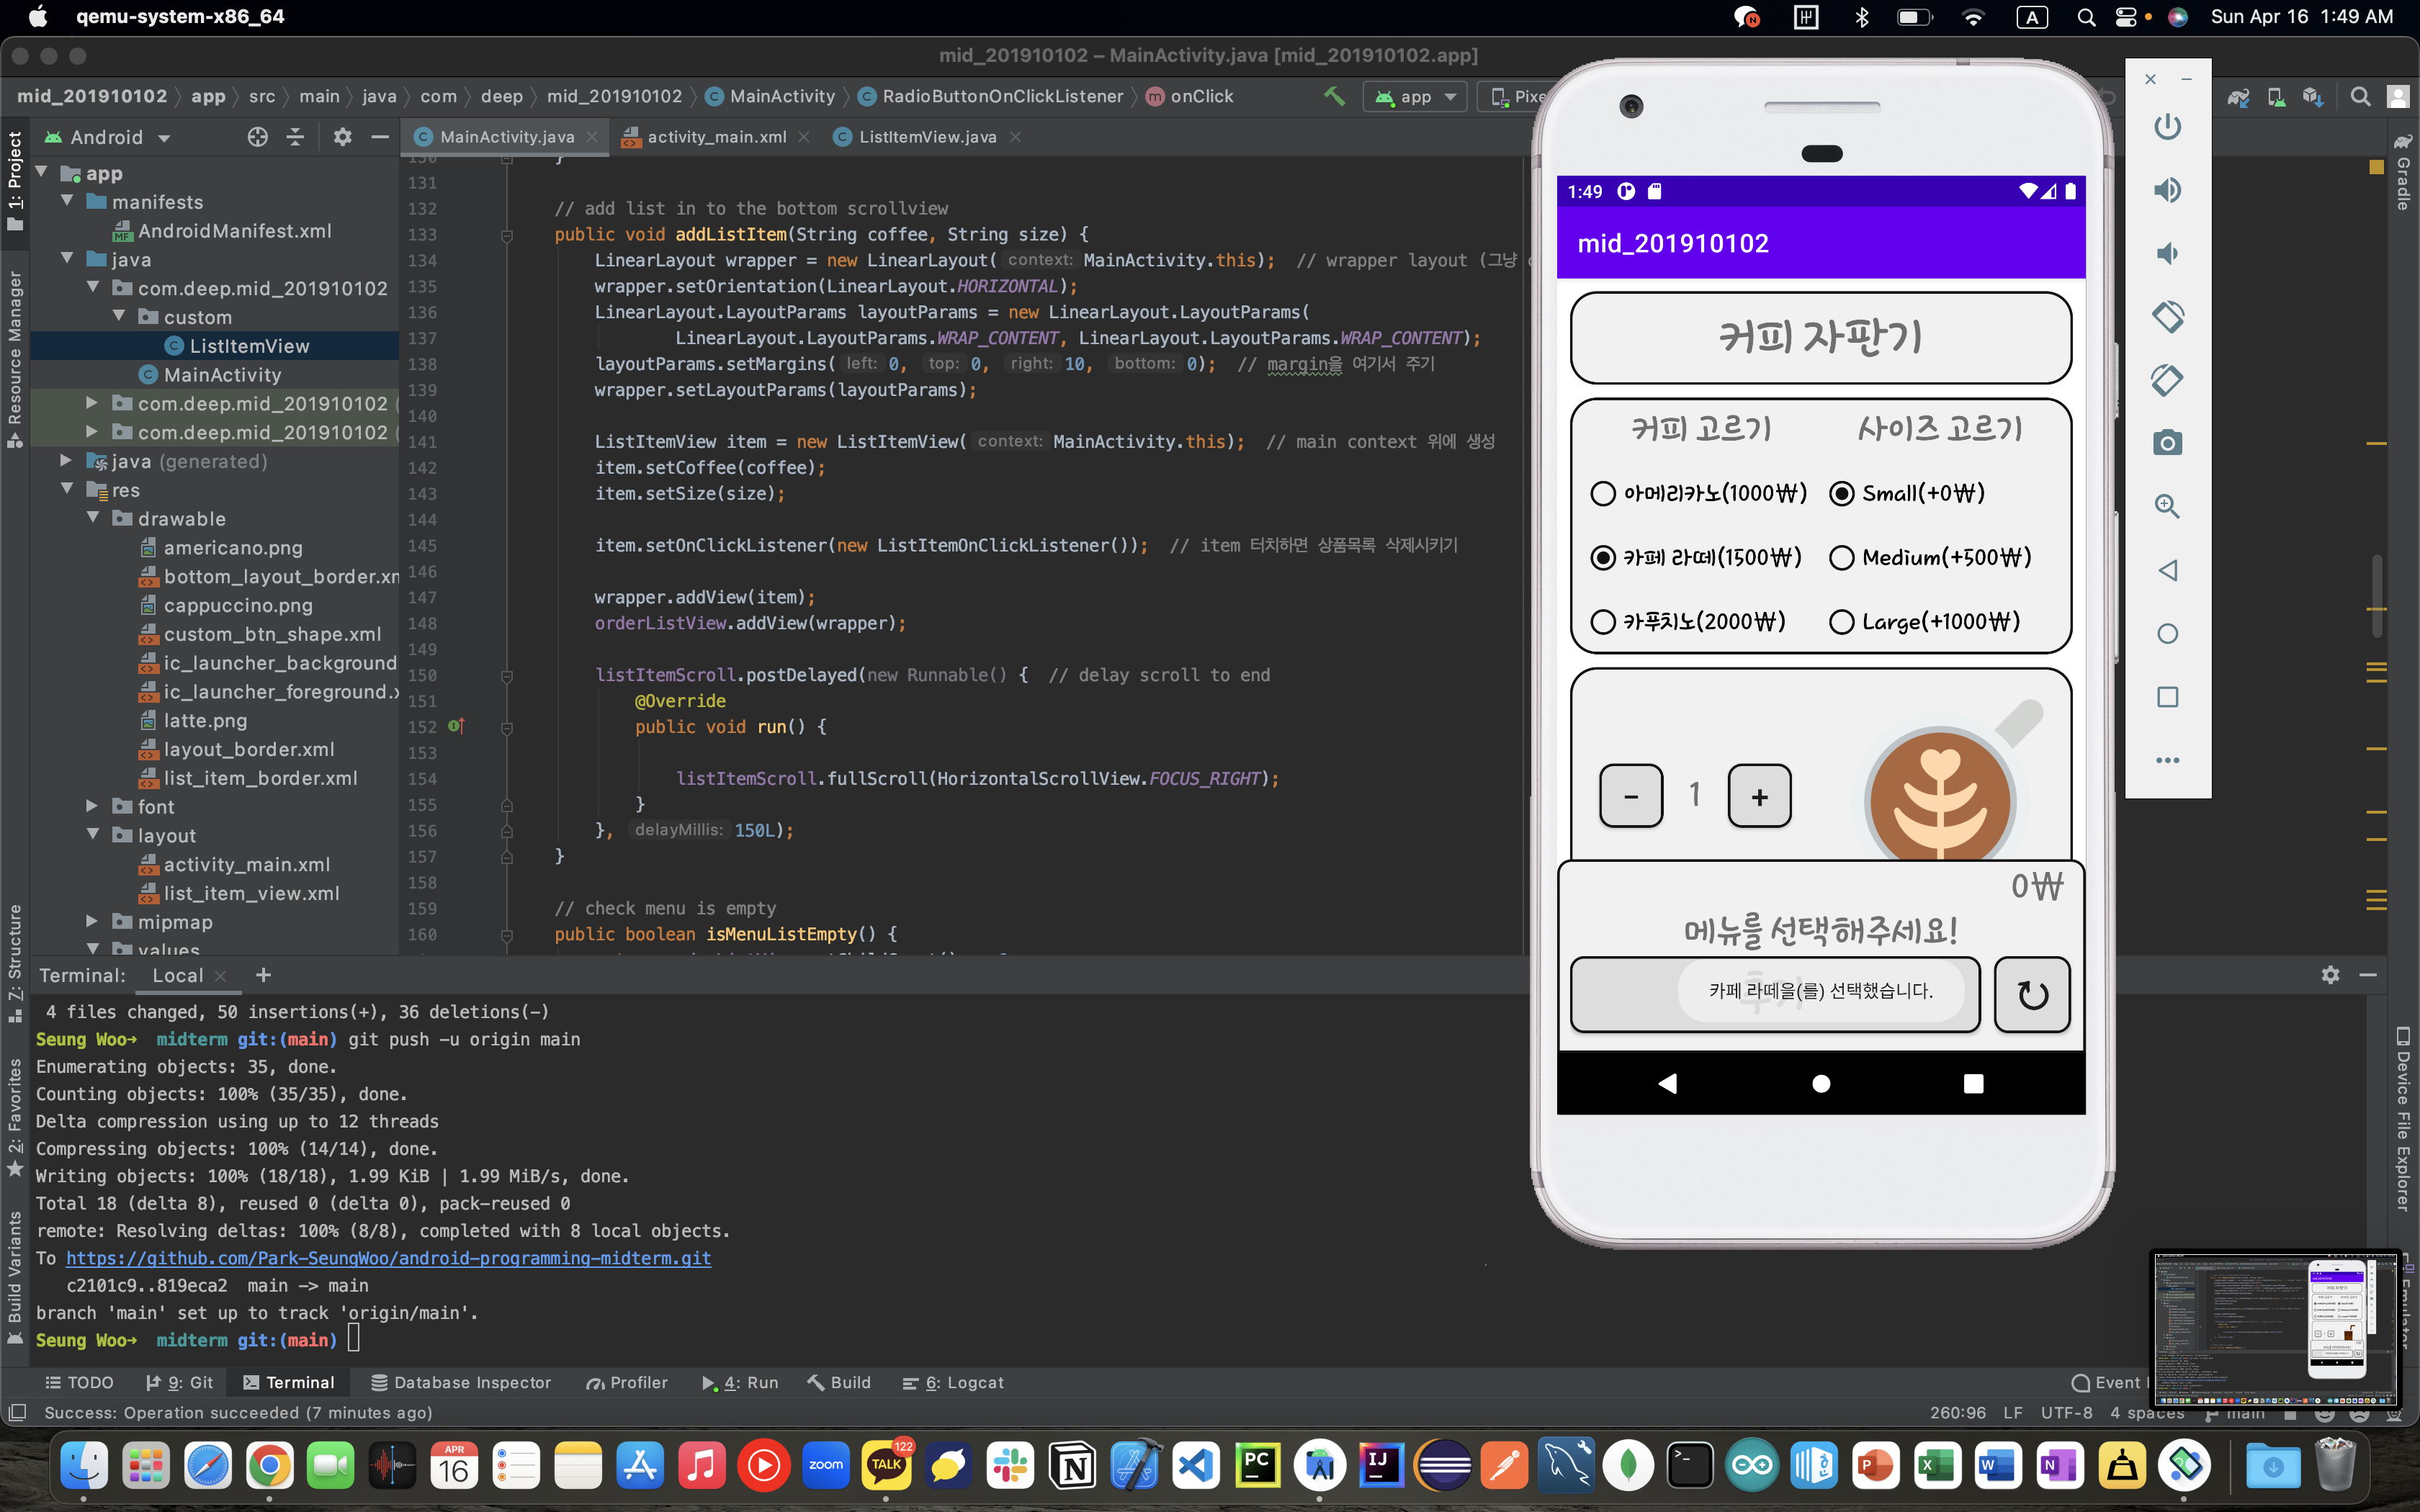 qemu-system-x86_64
A
Sun Apr 16 1:49 AM
mid_201910102 – MainActivity.java [mid_201910102.app]
mid_201910102 〉 app 〉 src 〉 main 〉 java 〉 com 〉 deep 〉 mid_201910102 〉 MainActivity 〉 RadioButtonOnClickListener 〉 onClick
app
Pixe
1: Project
Resource Manager
Z: Structure
2: Favorites
Build Variants
Android
app
manifests
AndroidManifest.xml
java
com.deep.mid_201910102
custom
ListItemView
MainActivity
com.deep.mid_201910102 (
com.deep.mid_201910102 (
java (generated)
res
drawable
americano.png
bottom_layout_border.xm
cappuccino.png
custom_btn_shape.xml
ic_launcher_background
ic_launcher_foreground.x
latte.png
layout_border.xml
list_item_border.xml
font
layout
activity_main.xml
list_item_view.xml
mipmap
values
MainActivity.java
activity_main.xml
ListItemView.java
130 }
131
132 // add list in to the bottom scrollview
133 public void addListItem(String coffee, String size) {
134 LinearLayout wrapper = new LinearLayout( context: MainActivity.this); // wrapper layout (그냥
135 wrapper.setOrientation(LinearLayout.HORIZONTAL);
136 LinearLayout.LayoutParams layoutParams = new LinearLayout.LayoutParams(
137 LinearLayout.LayoutParams.WRAP_CONTENT, LinearLayout.LayoutParams.WRAP_CONTENT);
138 layoutParams.setMargins( left: 0, top: 0, right: 10, bottom: 0); // margin을 여기서 주기
139 wrapper.setLayoutParams(layoutParams);
140
141 ListItemView item = new ListItemView( context: MainActivity.this); // main context 위에 생성
142 item.setCoffee(coffee);
143 item.setSize(size);
144
145 item.setOnClickListener(new ListItemOnClickListener()); // item 터치하면 상품목록 삭제시키기
146
147 wrapper.addView(item);
148 orderListView.addView(wrapper);
149
150 listItemScroll.postDelayed(new Runnable() { // delay scroll to end
151 @Override
152 public void run() {
153
154 listItemScroll.fullScroll(HorizontalScrollView.FOCUS_RIGHT);
155 }
156 }, delayMillis: 150L);
157 }
158
159 // check menu is empty
160 public boolean isMenuListEmpty() {
1:49
mid_201910102
커피 자판기
커피 고르기
사이즈 고르기
아메리카노(1000₩)
Small(+0₩)
카페 라떼(1500₩)
Medium(+500₩)
카푸치노(2000₩)
Large(+1000₩)
- 1 +
0₩
메뉴를 선택해주세요!
카페 라떼을(를) 선택했습니다.
Gradle
Device File Explorer
Emulator
Terminal: Local +
4 files changed, 50 insertions(+), 36 deletions(-)
Seung Woo→ midterm git:(main) git push -u origin main
Enumerating objects: 35, done.
Counting objects: 100% (35/35), done.
Delta compression using up to 12 threads
Compressing objects: 100% (14/14), done.
Writing objects: 100% (18/18), 1.99 KiB | 1.99 MiB/s, done.
Total 18 (delta 8), reused 0 (delta 0), pack-reused 0
remote: Resolving deltas: 100% (8/8), completed with 8 local objects.
To https://github.com/Park-SeungWoo/android-programming-midterm.git
c2101c9..819eca2 main -> main
branch 'main' set up to track 'origin/main'.
Seung Woo→ midterm git:(main)
TODO
9: Git
Terminal
Database Inspector
Profiler
4: Run
Build
6: Logcat
Event
Success: Operation succeeded (7 minutes ago)
260:96 LF UTF-8 4 spaces main
APR
16
zoom
TALK
122
N
PC
IJ
P
X
W
N